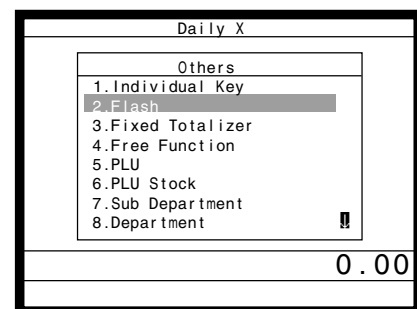 Daily X
Others
1.Individual Key
2.Flash
3.Fixed Totalizer
4.Free Function
5.PLU
6.PLU Stock
7.Sub Department
8.Department
0.00